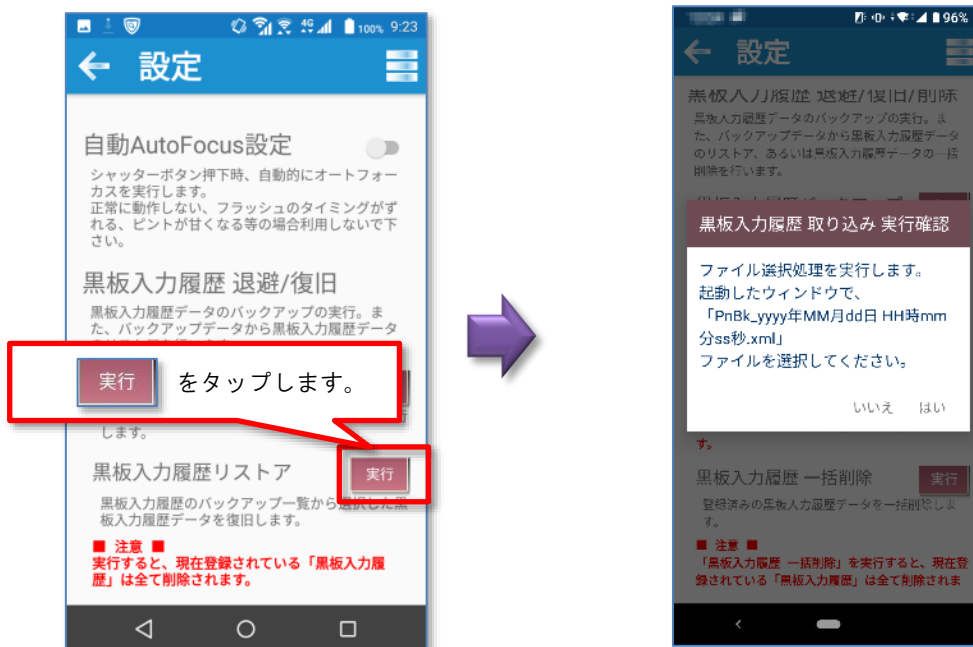 100% 9:23
設定
自動AutoFocus設定
シャッターボタン押下時、自動的にオートフォー
カスを実行します。
正常に動作しない、フラッシュのタイミングがず
れる、ピントが甘くなる等の場合利用しないで下
さい。
黒板入力履歴 退避/復旧
黒板入力履歴データのバックアップの実行。ま
た、バックアップデータから黒板入力履歴データ
実行 をタップします。
します。
黒板入力履歴リストア 実行
黒板入力履歴のバックアップ一覧から選択した黒
板入力履歴データを復旧します。
■ 注意 ■
実行すると、現在登録されている「黒板入力履
歴」は全て削除されます。
96%
設定
黒板入力履歴 退避/復旧/削除
黒板入力履歴データのバックアップの実行。ま
た、バックアップデータから黒板入力履歴データ
のリストア、あるいは黒板入力履歴データの一括
削除を行います。
黒板入力履歴 取り込み 実行確認
ファイル選択処理を実行します。
起動したウィンドウで、
「PnBk_yyyy年MM月dd日 HH時mm
分ss秒.xml」
ファイルを選択してください。
いいえ はい
す。
黒板入力履歴 一括削除 実行
登録済みの黒板入力履歴データを一括削除しま
す。
■ 注意 ■
「黒板入力履歴 一括削除」を実行すると、現在登
録されている「黒板入力履歴」は全て削除されま